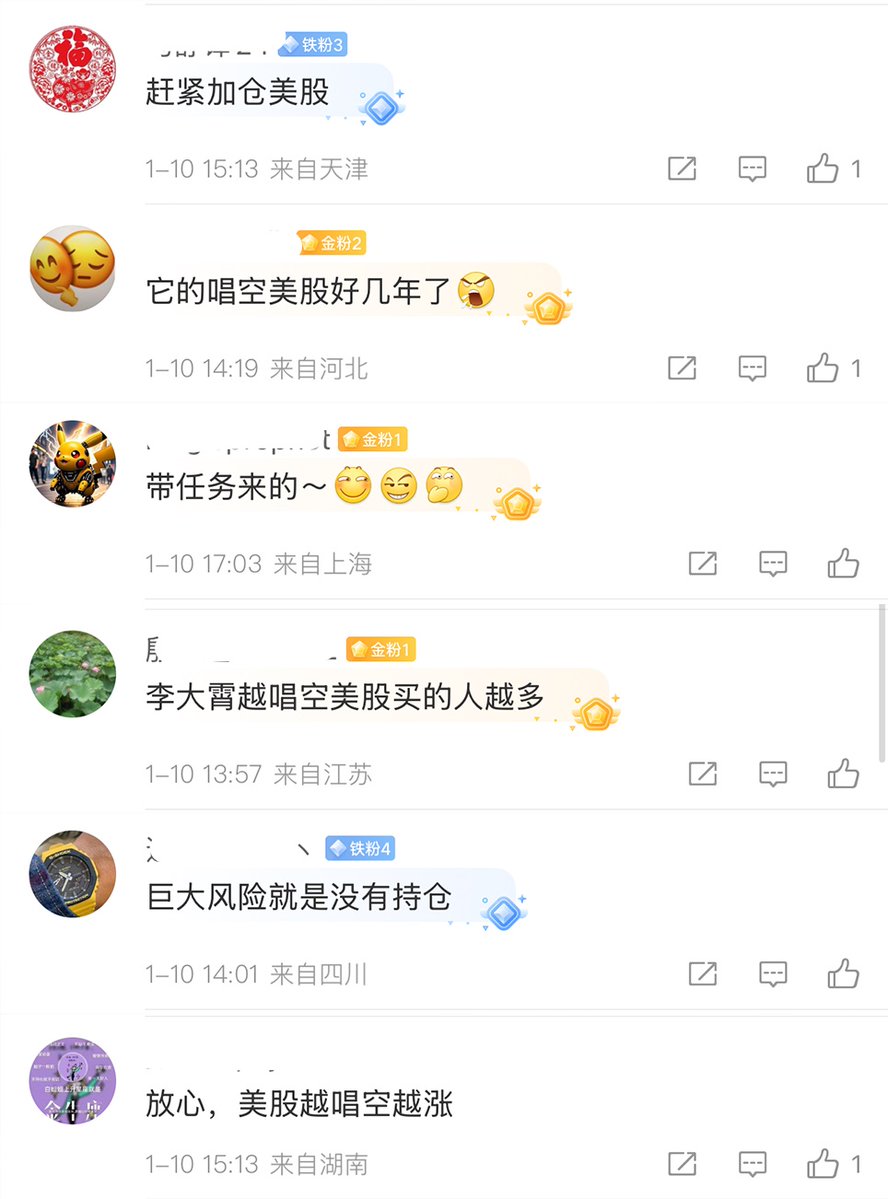 铁粉3
赶紧加仓美股
1-10 15:13 来自天津
1
金粉2
它的唱空美股好几年了
1-10 14:19 来自河北
1
金粉1
带任务来的～
1-10 17:03 来自上海
金粉1
李大霄越唱空美股买的人越多
1-10 13:57 来自江苏
铁粉4
巨大风险就是没有持仓
1-10 14:01 来自四川
放心，美股越唱空越涨
1-10 15:13 来自湖南
1